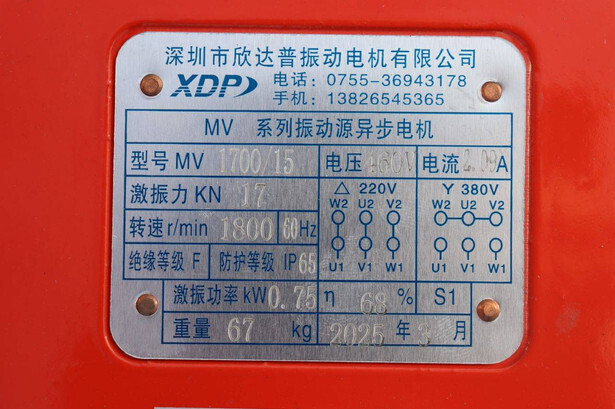 深圳市欣达普振动电机有限公司
XDP 电话：0755-36943178
手机：13826545365
MV 系列振动源异步电机
型号 MV 1700/15 电压 460V 电流 2.09A
激振力 KN 17 △ 220V Y 380V
W2 U2 V2 W2 U2 V2
转速 r/min 1800 60Hz
U1 V1 W1 U1 V1 W1
绝缘等级 F 防护等级 IP 65
激振功率 kW 0.75 η 68 % S1
重量 67 kg 2025 年 3 月